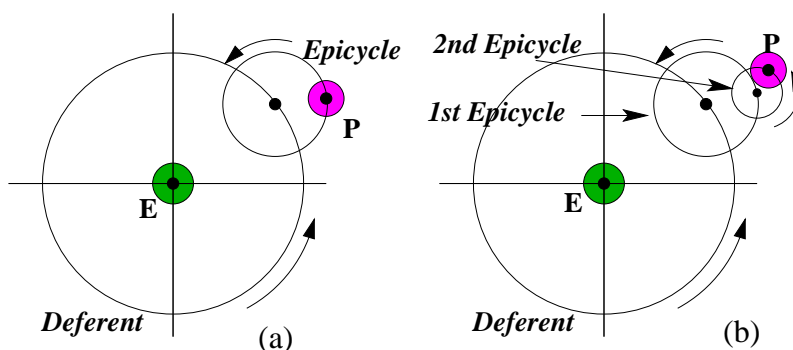 Epicycle
P
E
Deferent
(a)
2nd Epicycle
P
1st Epicycle
E
Deferent
(b)